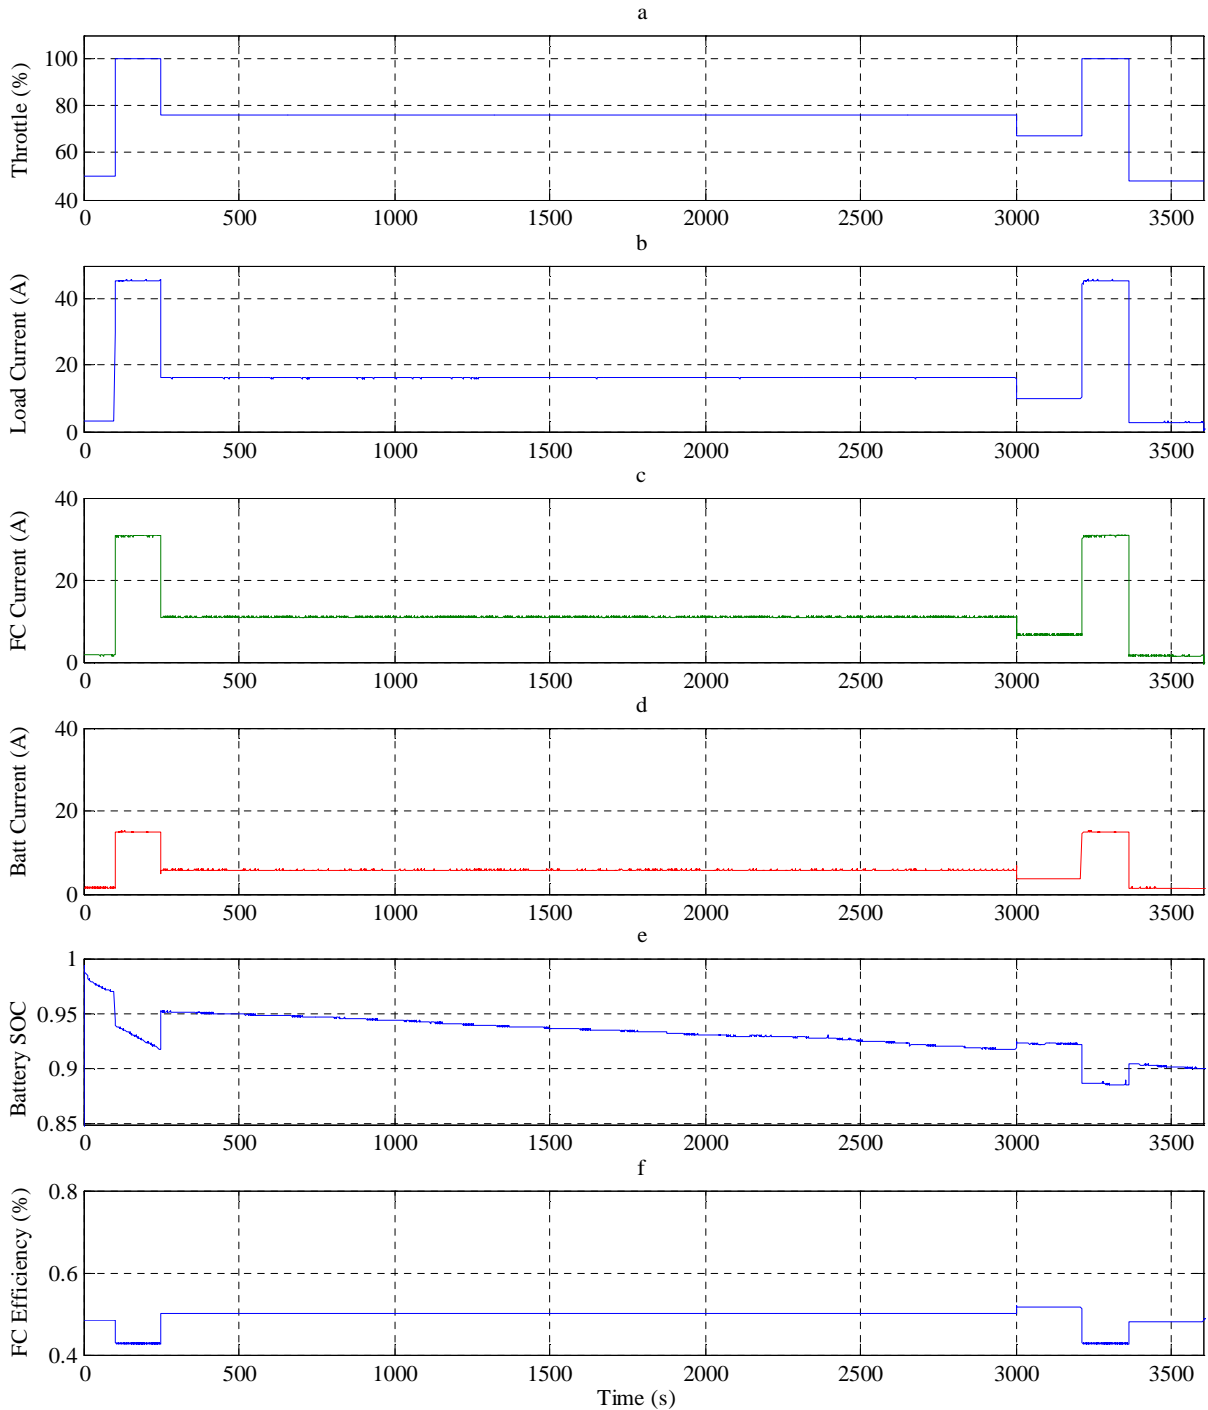 a
Throttle (%)
100
80
60
40
0 500 1000 1500 2000 2500 3000 3500
b
Load Current (A)
40
20
0
0 500 1000 1500 2000 2500 3000 3500
c
FC Current (A)
40
20
0
0 500 1000 1500 2000 2500 3000 3500
d
Batt Current (A)
40
20
0
0 500 1000 1500 2000 2500 3000 3500
e
Battery SOC
1
0.95
0.9
0.85
0 500 1000 1500 2000 2500 3000 3500
f
FC Efficiency (%)
0.8
0.6
0.4
0 500 1000 1500 2000 2500 3000 3500
Time (s)